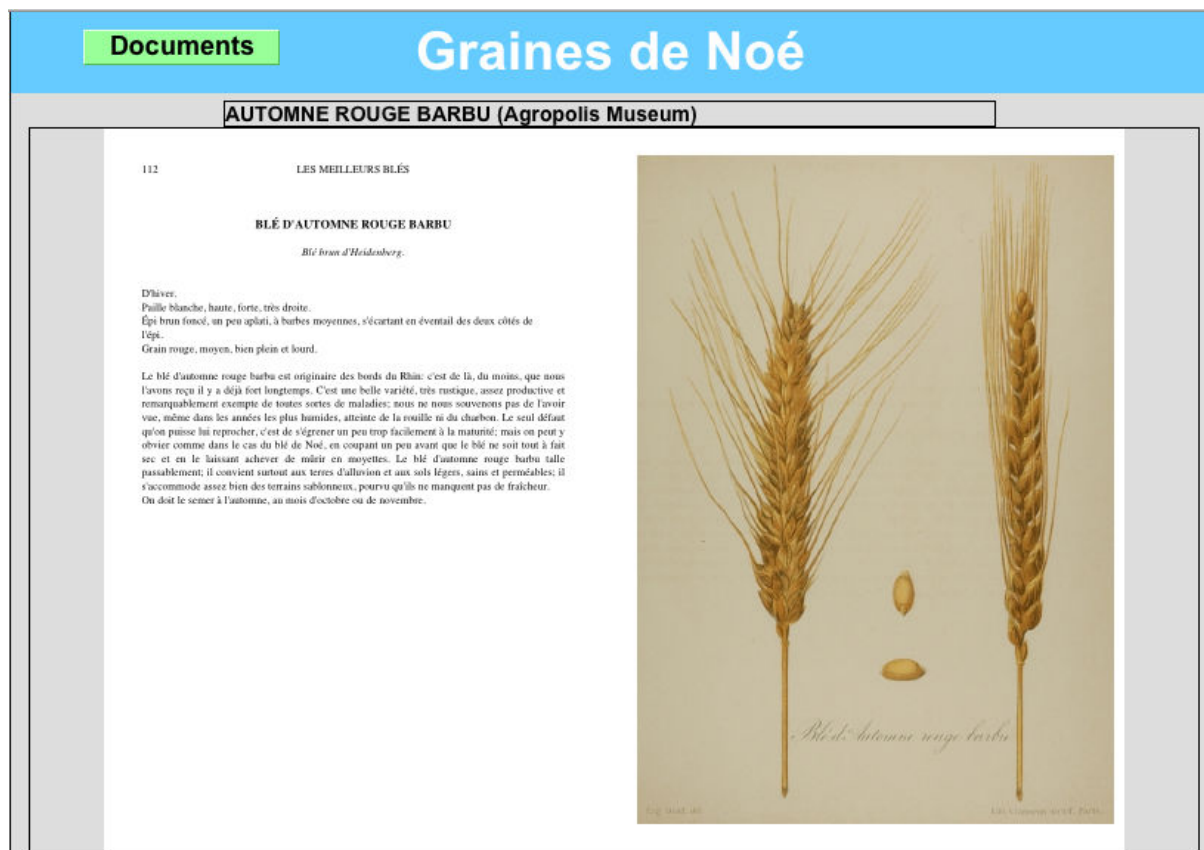 Documents
Graines de Noé
AUTOMNE ROUGE BARBU (Agropolis Museum)
112 LES MEILLEURS BLÉS
BLÉ D'AUTOMNE ROUGE BARBU
Blé brun d'Heidenberg.
D'hiver.
Paille blanche, haute, forte, très droite.
Épi brun foncé, un peu aplati, à barbes moyennes, s'écartant en éventail des deux côtés de
l'épi.
Grain rouge, moyen, bien plein et lourd.
Le blé d'automne rouge barbu est originaire des bords du Rhin: c'est de là, du moins, que nous
l'avons reçu il y a déjà fort longtemps. C'est une belle variété, très rustique, assez productive et
remarquablement exempte de toutes sortes de maladies; nous ne nous souvenons pas de l'avoir
vue, même dans les années les plus humides, atteinte de la rouille ni du charbon. Le seul défaut
qu'on puisse lui reprocher, c'est de s'égrener un peu trop facilement à la maturité; mais on peut y
obvier comme dans le cas du blé de Noé, en coupant un peu avant que le blé ne soit tout à fait
sec et en le laissant achever de mûrir en moyettes. Le blé d'automne rouge barbu talle
passablement; il convient surtout aux terres d'alluvion et aux sols légers, sains et perméables; il
s'accommode assez bien des terrains sablonneux, pourvu qu'ils ne manquent pas de fraîcheur.
On doit le semer à l'automne, au mois d'octobre ou de novembre.
Blé d'Automne rouge barbu